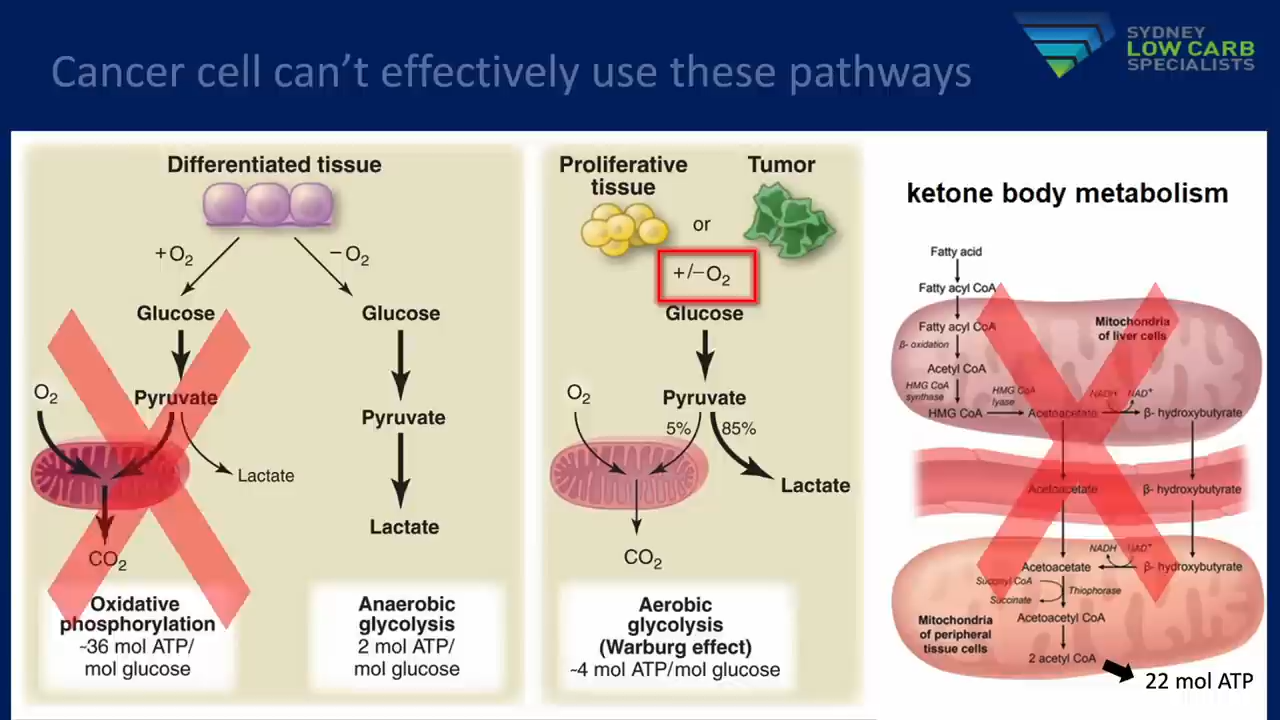 Cancer cell can't effectively use these pathways
SYDNEY
LOW CARB
SPECIALISTS
Differentiated tissue
+O₂
−O₂
Glucose
Glucose
O₂
Pyruvate
Pyruvate
Lactate
Lactate
CO₂
Oxidative
phosphorylation
~36 mol ATP/
mol glucose
Anaerobic
glycolysis
2 mol ATP/
mol glucose
Proliferative
tissue
or
Tumor
+/−O₂
Glucose
O₂
Pyruvate
5%
85%
Lactate
CO₂
Aerobic
glycolysis
(Warburg effect)
~4 mol ATP/mol glucose
ketone body metabolism
Fatty acid
Fatty acyl CoA
Fatty acyl CoA
Mitochondria
of liver cells
β- oxidation
Acetyl CoA
HMG CoA
synthase
HMG CoA
lyase
NADH
NAD⁺
HMG CoA
Acetoacetate
β- hydroxybutyrate
Acetoacetate
β- hydroxybutyrate
NADH
NAD⁺
Acetoacetate
β- hydroxybutyrate
Succinyl CoA
Succinate
Thiophorase
Acetoacetyl CoA
Mitochondria
of peripheral
tissue cells
2 acetyl CoA
22 mol ATP